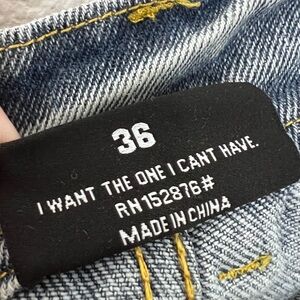 36
I WANT THE ONE I CANT HAVE.
RN152876#
MADE IN CHINA